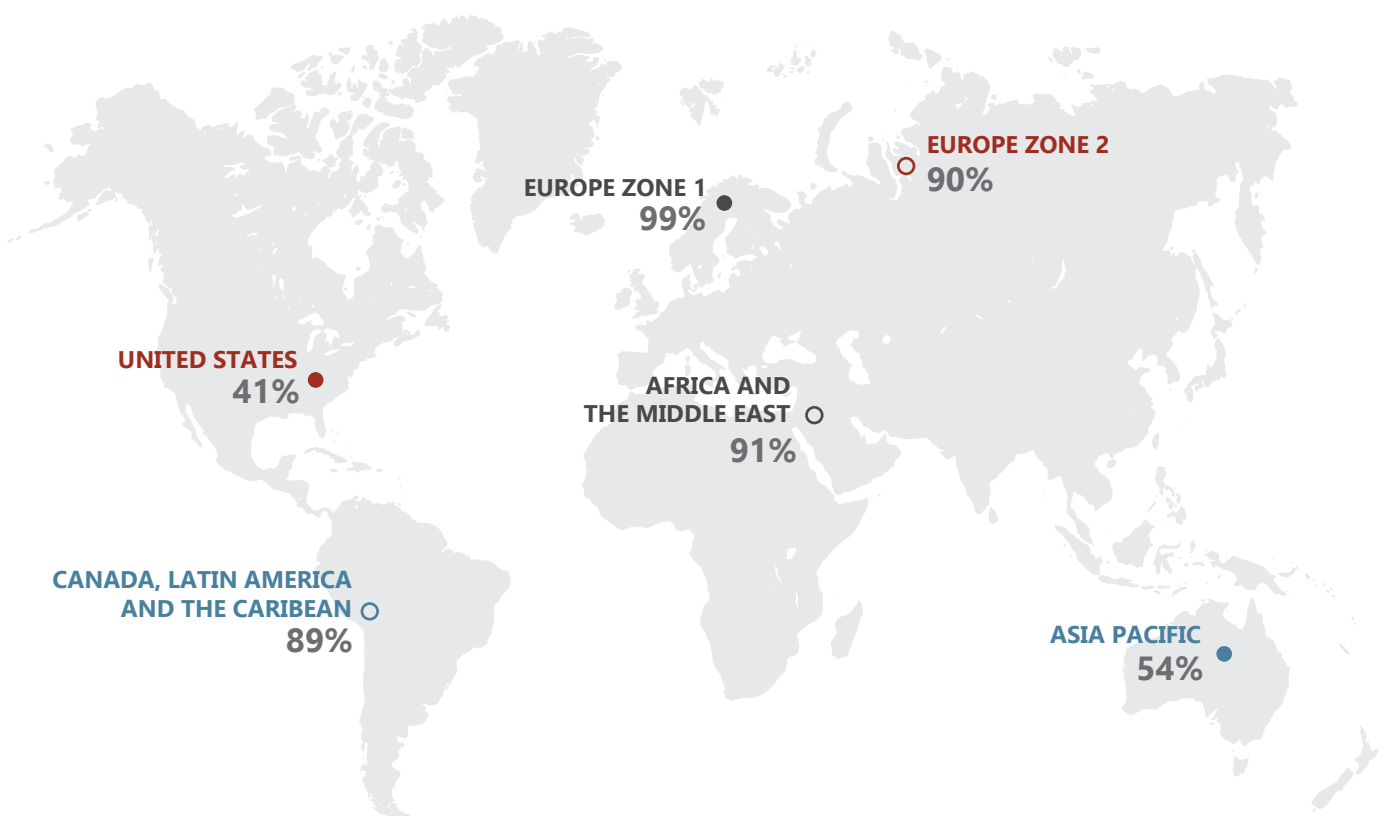 EUROPE ZONE 2
90%
EUROPE ZONE 1
99%
UNITED STATES
41%
AFRICA AND
THE MIDDLE EAST
91%
CANADA, LATIN AMERICA
AND THE CARIBEAN
89%
ASIA PACIFIC
54%